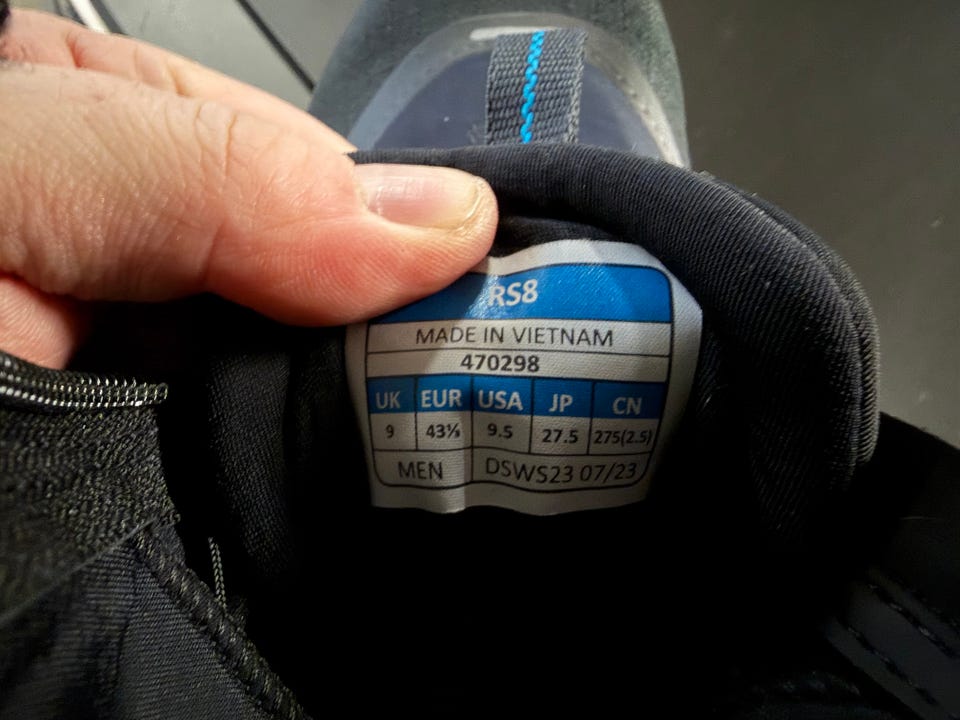 RS8
MADE IN VIETNAM
470298
UK EUR USA JP CN
9 43⅓ 9.5 27.5 275(2.5)
MEN DSWS23 07/23